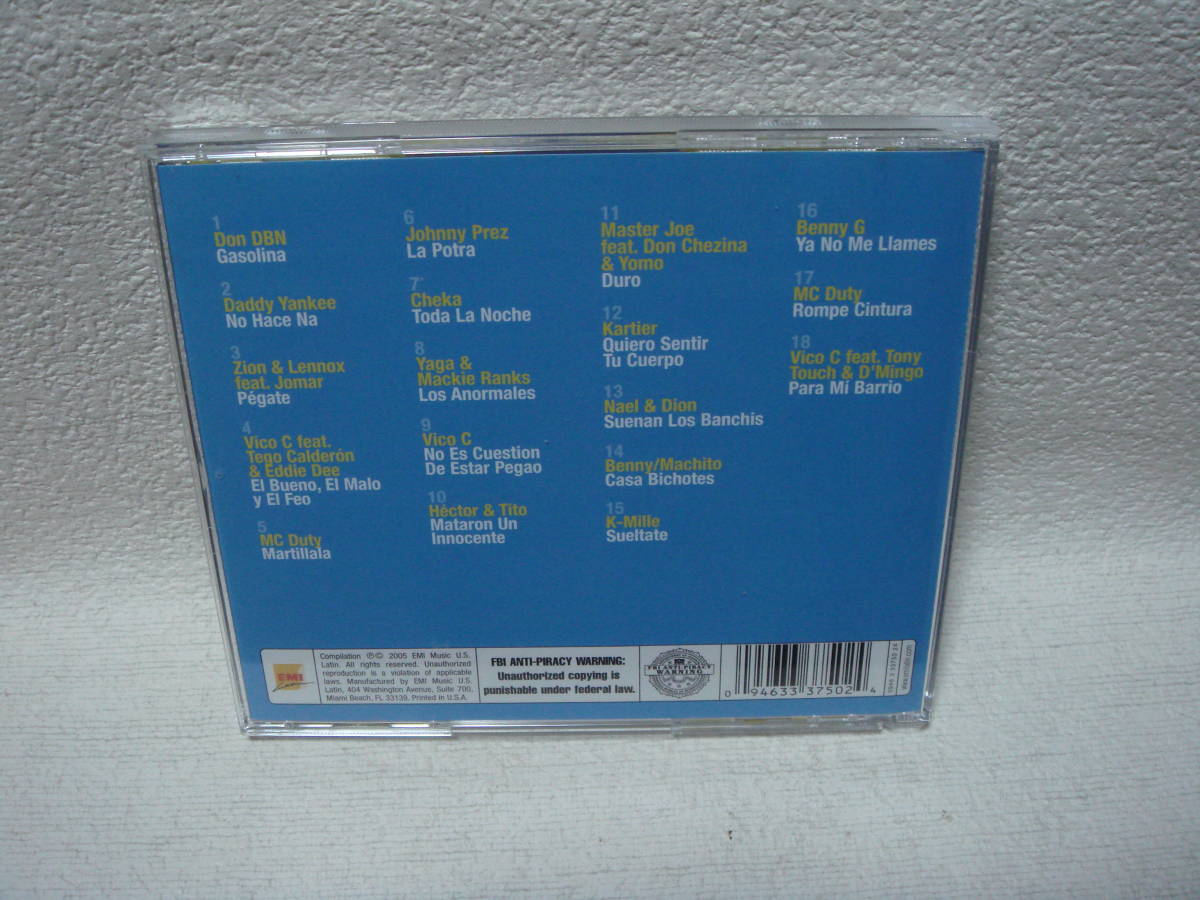 1
Don DBN
Gasolina
2
Daddy Yankee
No Hace Na
3
Zion & Lennox
feat. Jomar
Pégate
4
Vico C feat.
Tego Calderón
& Eddie Dee
El Bueno, El Malo
y El Feo
5
MC Duty
Martillala
6
Johnny Prez
La Potra
7
Cheka
Toda La Noche
8
Yaga &
Mackie Ranks
Los Anormales
9
Vico C
No Es Cuestion
De Estar Pegao
10
Héctor & Tito
Mataron Un
Innocente
11
Master Joe
feat. Don Chezina
& Yomo
Duro
12
Kartier
Quiero Sentir
Tu Cuerpo
13
Nael & Dion
Suenan Los Banchis
14
Benny/Machito
Casa Bichotes
15
K-Mille
Sueltate
16
Benny G
Ya No Me Llames
17
MC Duty
Rompe Cintura
18
Vico C feat. Tony
Touch & D'Mingo
Para Mí Barrio
EMI
Latin
Compilation ℗© 2005 EMI Music U.S.
Latin. All rights reserved. Unauthorized
reproduction is a violation of applicable
laws. Manufactured by EMI Music U.S.
Latin, 404 Washington Avenue, Suite 700,
Miami Beach, FL 33139. Printed in U.S.A.
FBI ANTI-PIRACY WARNING:
Unauthorized copying is
punishable under federal law.
FBI ANTI-PIRACY
WARNING
0 94633 37502 4